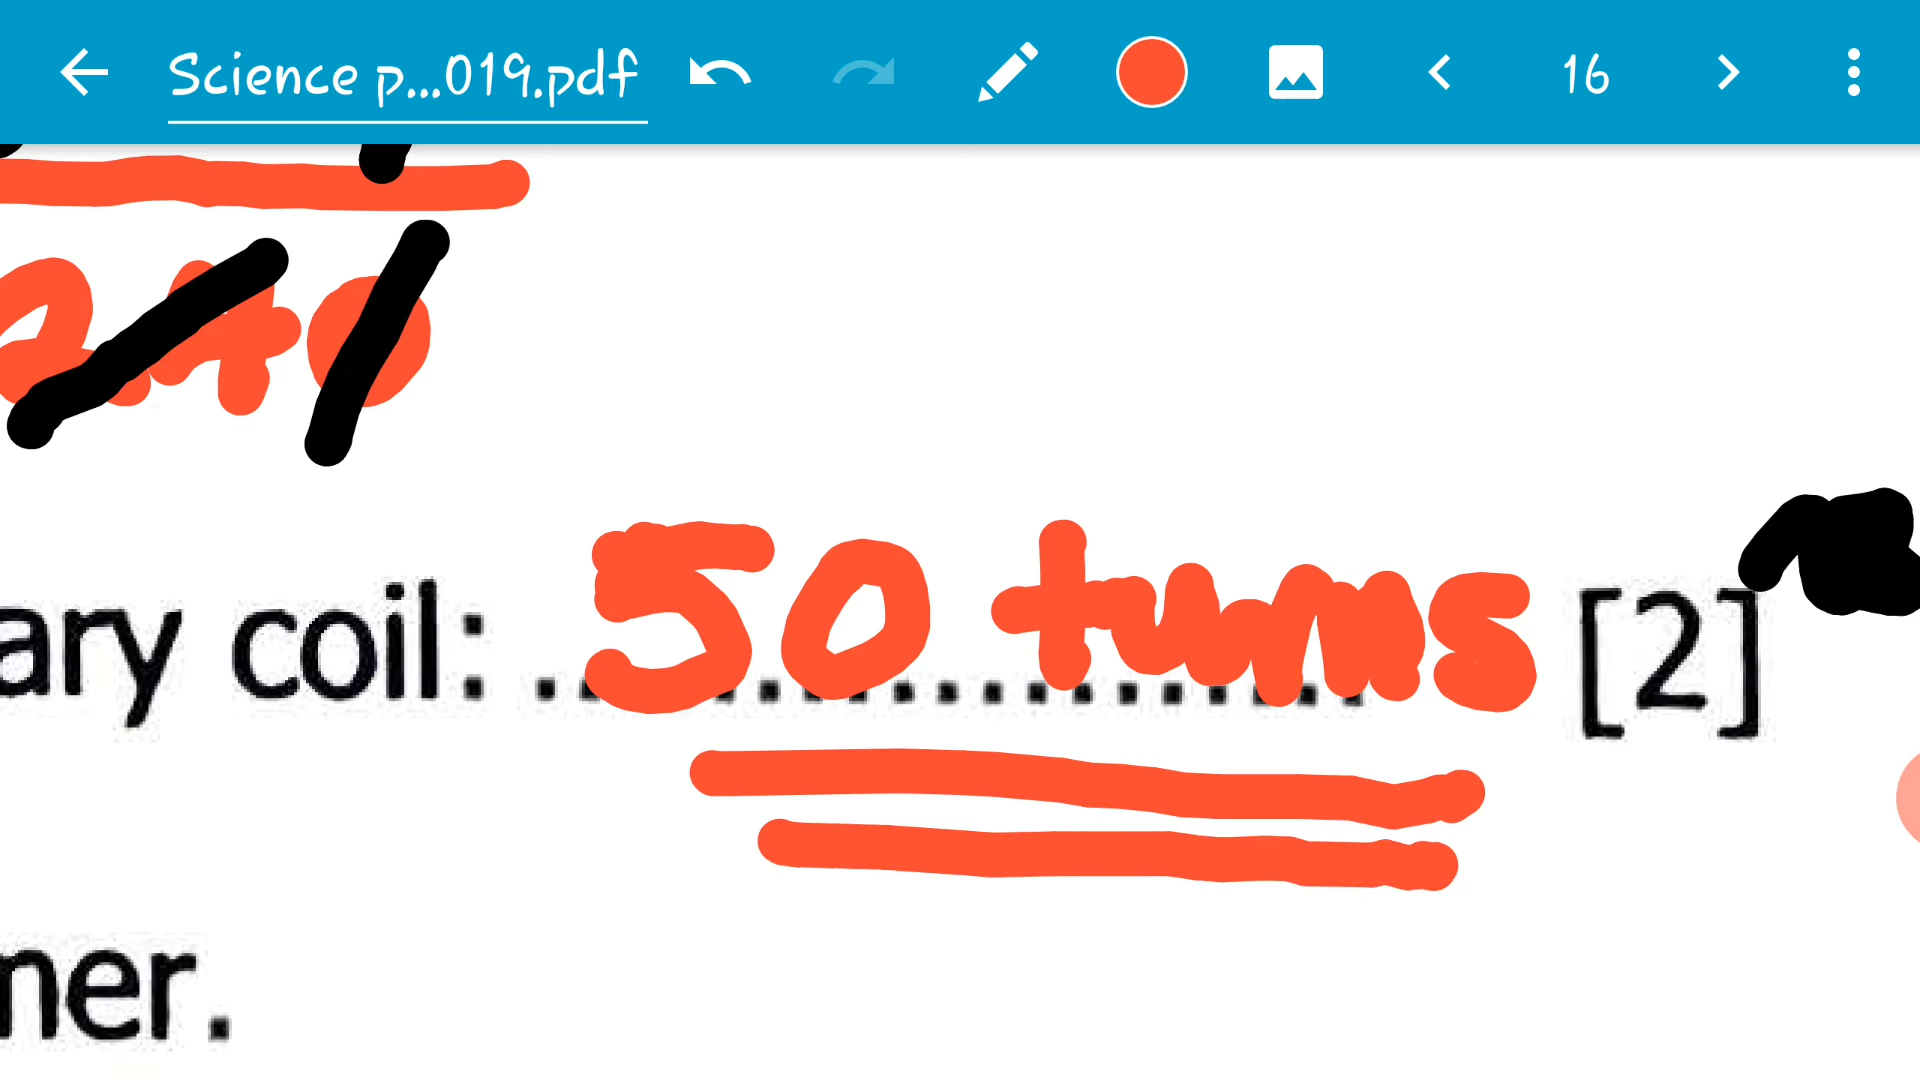 Science p...019.pdf 16
240
ary coil: .................. 50 turns [2]
ner.